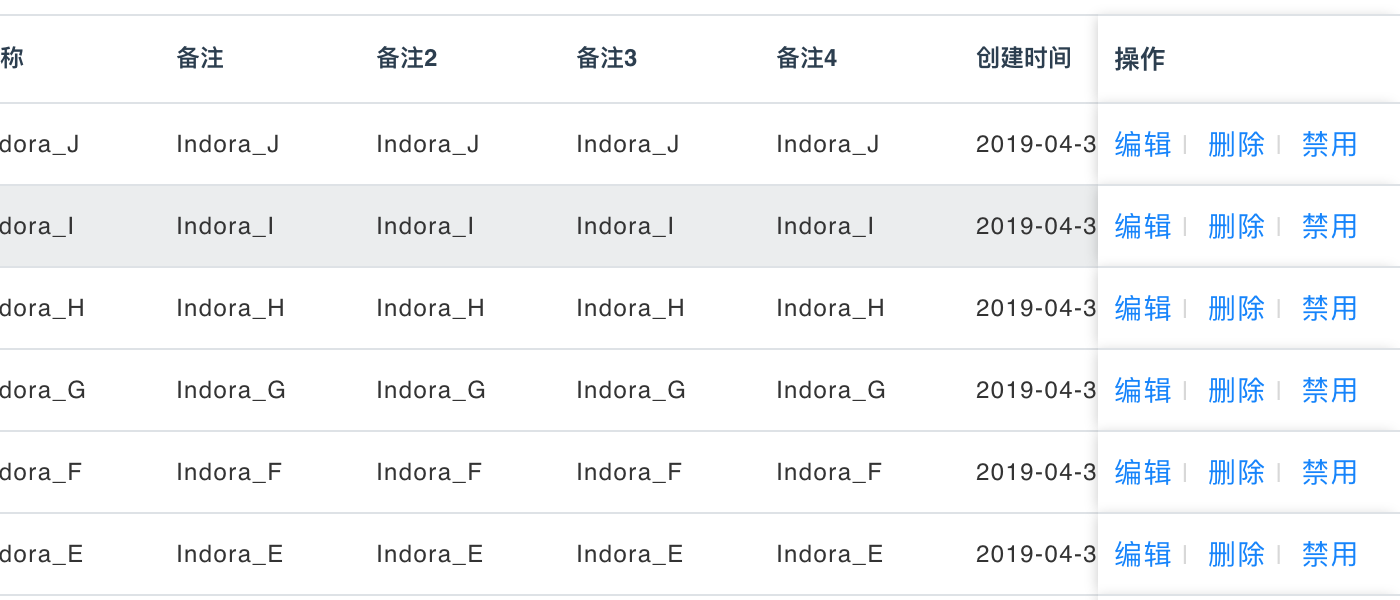 称 备注 备注2 备注3 备注4 创建时间 操作
dora_J Indora_J Indora_J Indora_J Indora_J 2019-04-3 编辑 删除 禁用
dora_I Indora_I Indora_I Indora_I Indora_I 2019-04-3 编辑 删除 禁用
dora_H Indora_H Indora_H Indora_H Indora_H 2019-04-3 编辑 删除 禁用
dora_G Indora_G Indora_G Indora_G Indora_G 2019-04-3 编辑 删除 禁用
dora_F Indora_F Indora_F Indora_F Indora_F 2019-04-3 编辑 删除 禁用
dora_E Indora_E Indora_E Indora_E Indora_E 2019-04-3 编辑 删除 禁用